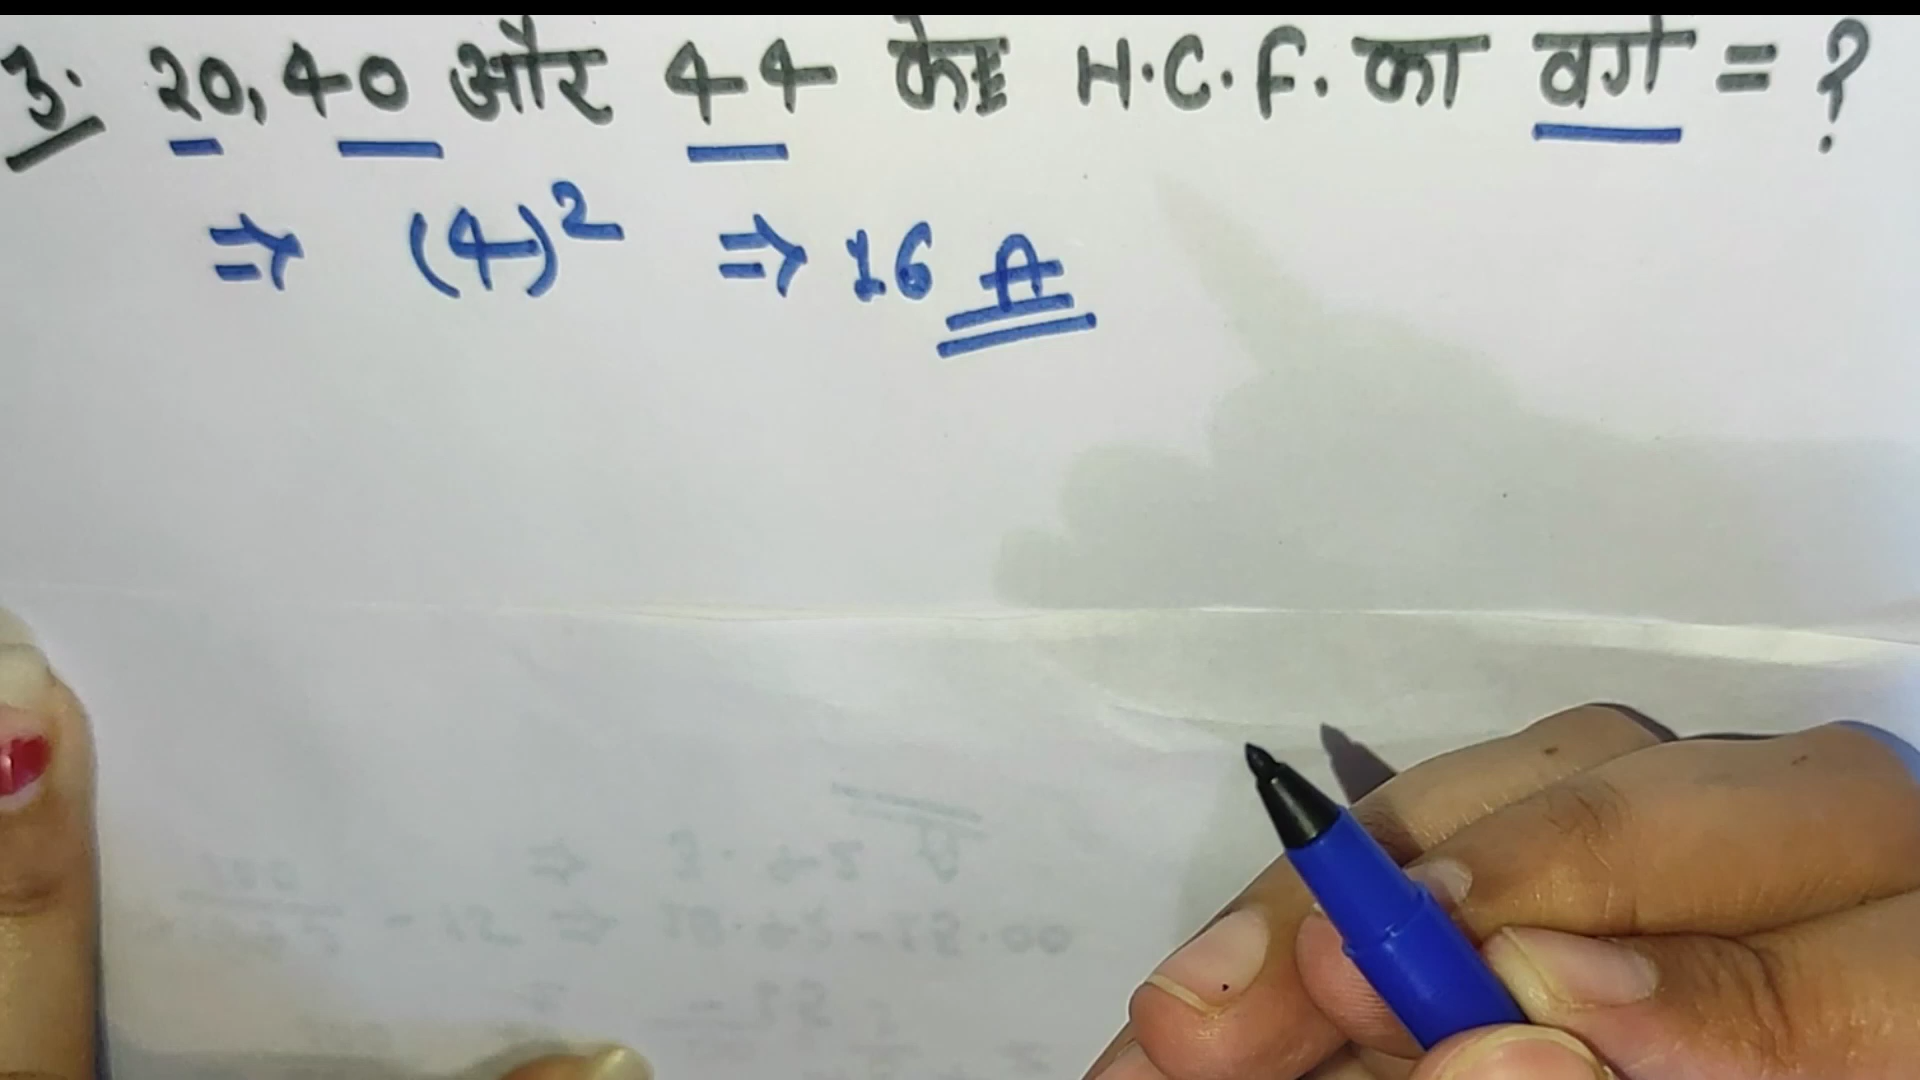 3. 20, 40 और 44 के H.C.F. का वर्ग = ?
⇒ (4)² ⇒ 16 A